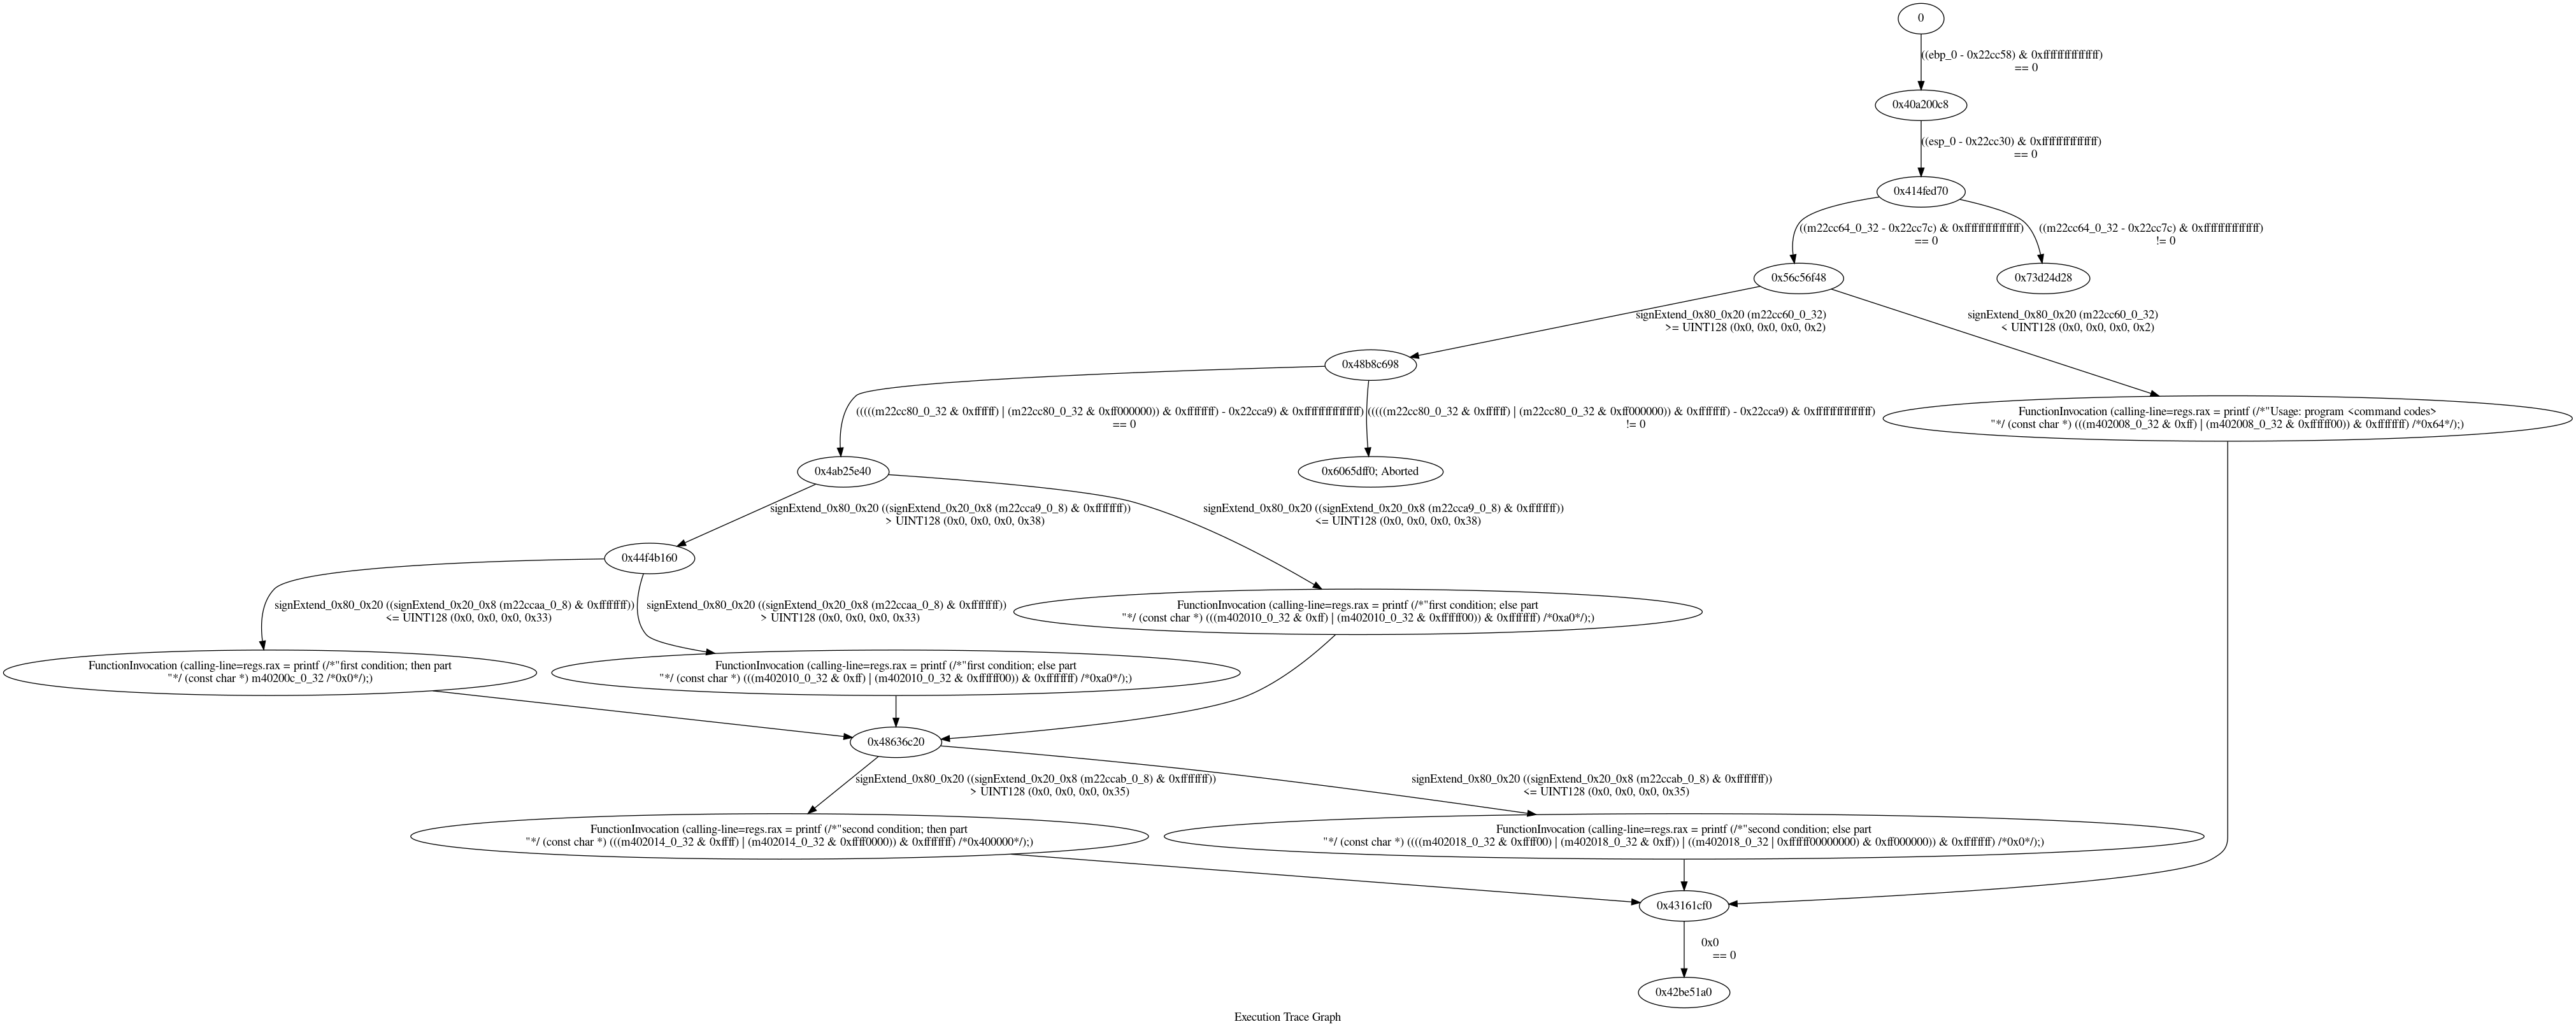 0
((ebp_0 - 0x22cc58) & 0xffffffffffffffff)
== 0
0x40a200c8
((esp_0 - 0x22cc30) & 0xffffffffffffffff)
== 0
0x414fed70
((m22cc64_0_32 - 0x22cc7c) & 0xffffffffffffffff)
== 0
((m22cc64_0_32 - 0x22cc7c) & 0xffffffffffffffff)
!= 0
0x56c56f48
0x73d24d28
signExtend_0x80_0x20 (m22cc60_0_32)
>= UINT128 (0x0, 0x0, 0x0, 0x2)
signExtend_0x80_0x20 (m22cc60_0_32)
< UINT128 (0x0, 0x0, 0x0, 0x2)
0x48b8c698
(((((m22cc80_0_32 & 0xffffff) | (m22cc80_0_32 & 0xff000000)) & 0xffffffff) - 0x22cca9) & 0xffffffffffffffff)
== 0
(((((m22cc80_0_32 & 0xffffff) | (m22cc80_0_32 & 0xff000000)) & 0xffffffff) - 0x22cca9) & 0xffffffffffffffff)
!= 0
FunctionInvocation (calling-line=regs.rax = printf (/*"Usage: program <command codes>
"*/ (const char *) (((m402008_0_32 & 0xff) | (m402008_0_32 & 0xffffff00)) & 0xffffffff) /*0x64*/);)
0x4ab25e40
0x6065dff0; Aborted
signExtend_0x80_0x20 ((signExtend_0x20_0x8 (m22cca9_0_8) & 0xffffffff))
> UINT128 (0x0, 0x0, 0x0, 0x38)
signExtend_0x80_0x20 ((signExtend_0x20_0x8 (m22cca9_0_8) & 0xffffffff))
<= UINT128 (0x0, 0x0, 0x0, 0x38)
0x44f4b160
signExtend_0x80_0x20 ((signExtend_0x20_0x8 (m22ccaa_0_8) & 0xffffffff))
<= UINT128 (0x0, 0x0, 0x0, 0x33)
signExtend_0x80_0x20 ((signExtend_0x20_0x8 (m22ccaa_0_8) & 0xffffffff))
> UINT128 (0x0, 0x0, 0x0, 0x33)
FunctionInvocation (calling-line=regs.rax = printf (/*"first condition; else part
"*/ (const char *) (((m402010_0_32 & 0xff) | (m402010_0_32 & 0xffffff00)) & 0xffffffff) /*0xa0*/);)
FunctionInvocation (calling-line=regs.rax = printf (/*"first condition; then part
"*/ (const char *) m40200c_0_32 /*0x0*/);)
FunctionInvocation (calling-line=regs.rax = printf (/*"first condition; else part
"*/ (const char *) (((m402010_0_32 & 0xff) | (m402010_0_32 & 0xffffff00)) & 0xffffffff) /*0xa0*/);)
0x48636c20
signExtend_0x80_0x20 ((signExtend_0x20_0x8 (m22ccab_0_8) & 0xffffffff))
> UINT128 (0x0, 0x0, 0x0, 0x35)
signExtend_0x80_0x20 ((signExtend_0x20_0x8 (m22ccab_0_8) & 0xffffffff))
<= UINT128 (0x0, 0x0, 0x0, 0x35)
FunctionInvocation (calling-line=regs.rax = printf (/*"second condition; then part
"*/ (const char *) (((m402014_0_32 & 0xffff) | (m402014_0_32 & 0xffff0000)) & 0xffffffff) /*0x400000*/);)
FunctionInvocation (calling-line=regs.rax = printf (/*"second condition; else part
"*/ (const char *) ((((m402018_0_32 & 0xffff00) | (m402018_0_32 & 0xff)) | ((m402018_0_32 | 0xffffff00000000) & 0xff000000)) & 0xffffffff) /*0x0*/);)
0x43161cf0
0x0
== 0
0x42be51a0
Execution Trace Graph